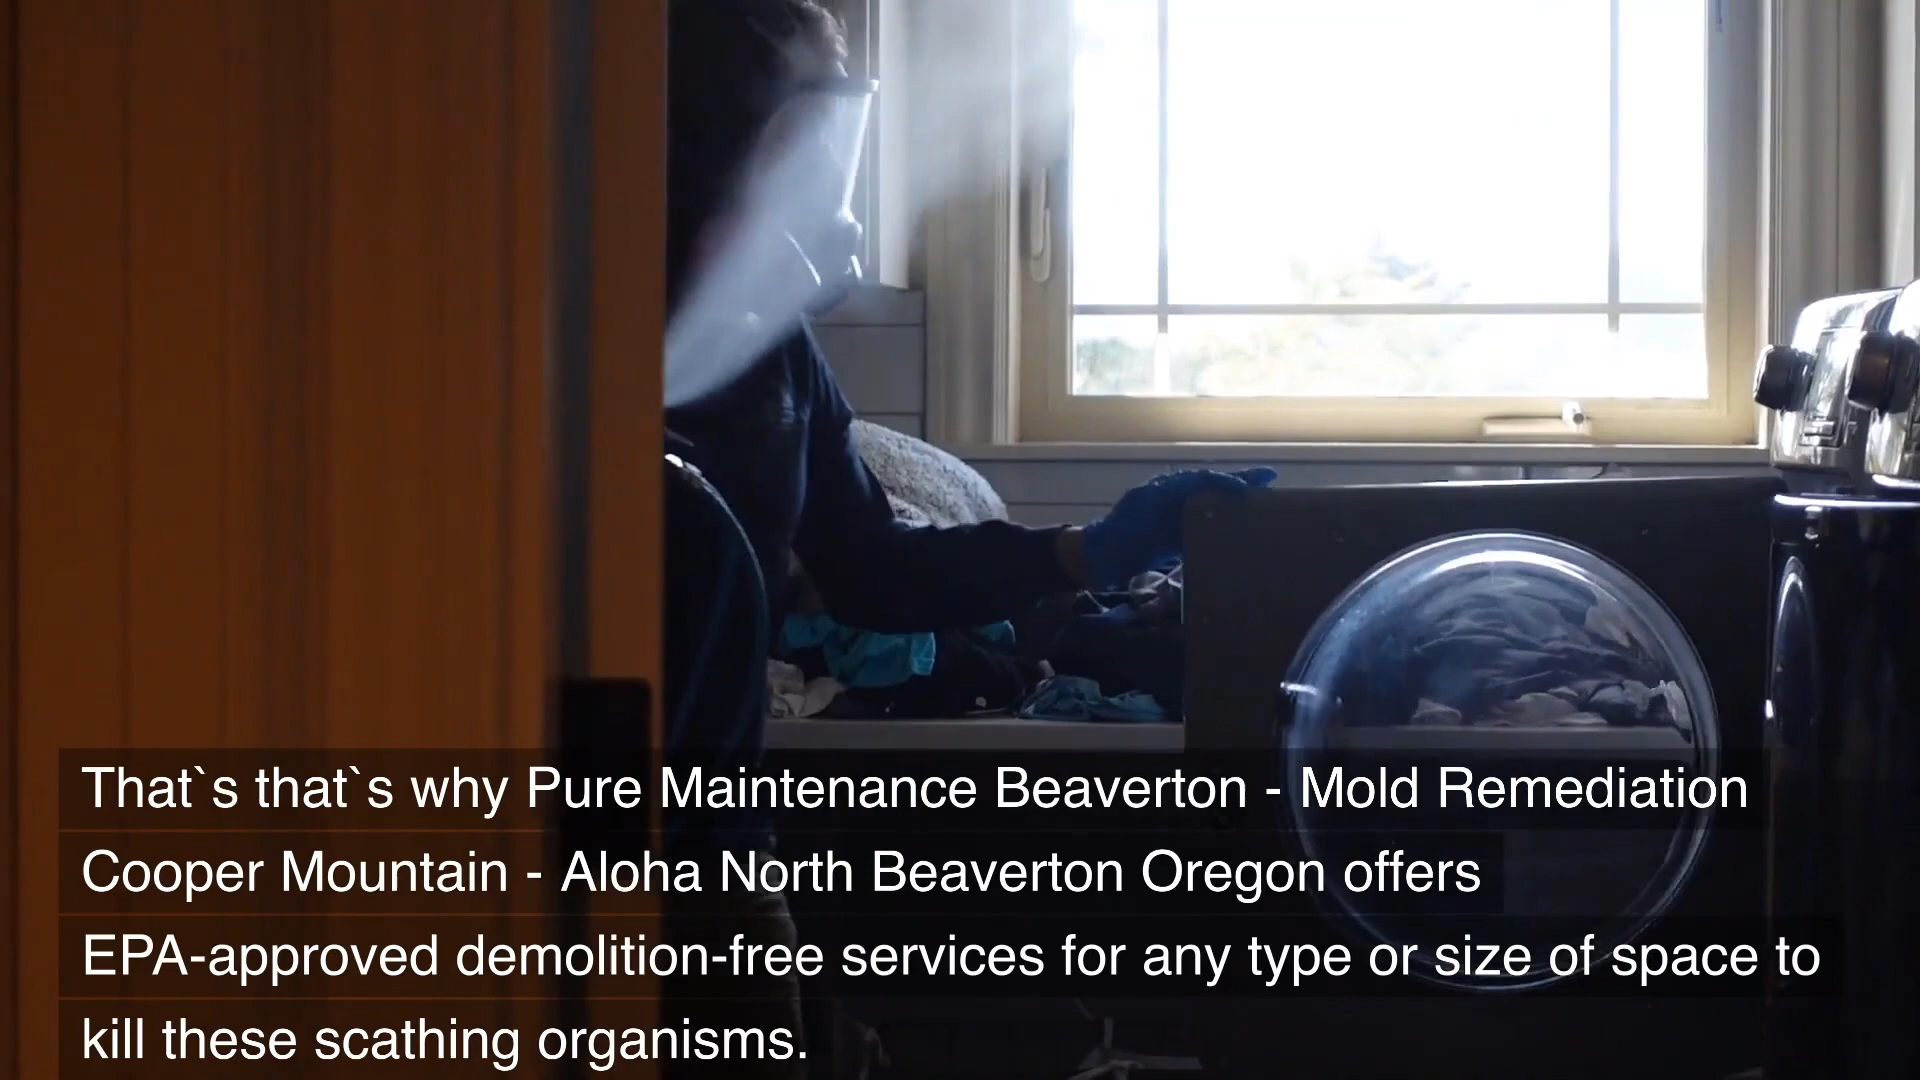 That`s that`s why Pure Maintenance Beaverton - Mold Remediation
Cooper Mountain - Aloha North Beaverton Oregon offers
EPA-approved demolition-free services for any type or size of space to
kill these scathing organisms.